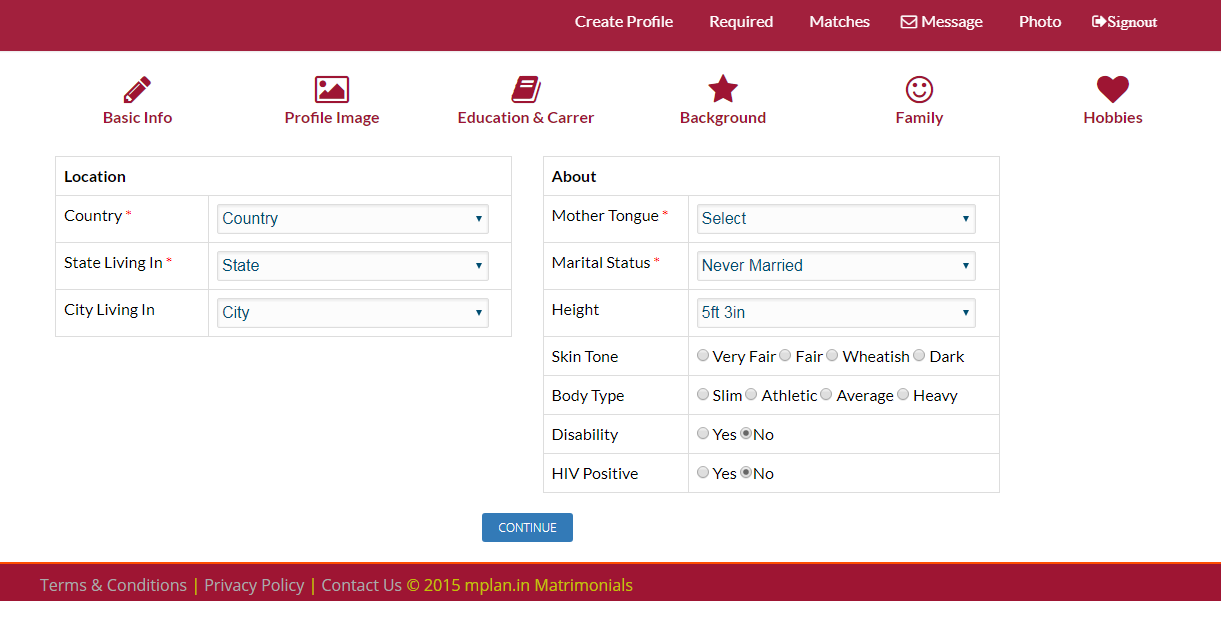 Create Profile Required Matches Message Photo Signout
Basic Info Profile Image Education & Carrer Background Family Hobbies
Location
Country *
Country
State Living In *
State
City Living In
City
About
Mother Tongue *
Select
Marital Status *
Never Married
Height
5ft 3in
Skin Tone
Very Fair Fair Wheatish Dark
Body Type
Slim Athletic Average Heavy
Disability
Yes No
HIV Positive
Yes No
CONTINUE
Terms & Conditions | Privacy Policy | Contact Us © 2015 mplan.in Matrimonials